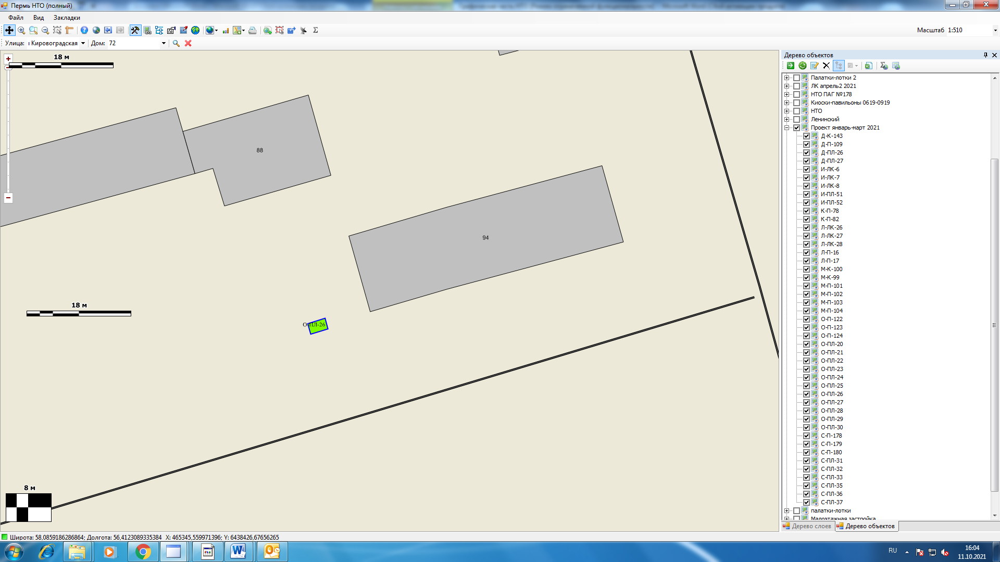 Пермь НТО (полный)
Файл Вид Закладки
Масштаб 1:510
Улица: Кировоградская Дом: 72
18 м
88
94
18 м
О-ПЛ-26
8 м
Дерево объектов
Палатки-лотки 2
ЛК апрель2 2021
НТО ПАГ №178
Киоски-павильоны 0619-0919
НТО
Ленинский
Проект январь-март 2021
Д-К-143
Д-П-109
Д-ПЛ-26
Д-ПЛ-27
И-ЛК-6
И-ЛК-7
И-ЛК-8
И-ПЛ-51
И-ПЛ-52
К-П-78
К-П-82
Л-ЛК-26
Л-ЛК-27
Л-ЛК-28
Л-П-16
Л-П-17
М-К-100
М-К-99
М-П-101
М-П-102
М-П-103
М-П-104
О-П-122
О-П-123
О-П-124
О-ПЛ-20
О-ПЛ-21
О-ПЛ-22
О-ПЛ-23
О-ПЛ-24
О-ПЛ-25
О-ПЛ-26
О-ПЛ-27
О-ПЛ-28
О-ПЛ-29
О-ПЛ-30
С-П-178
С-П-179
С-П-180
С-ПЛ-31
С-ПЛ-32
С-ПЛ-33
С-ПЛ-35
С-ПЛ-36
С-ПЛ-37
палатки-лотки
Малоэтажная застройка
Дерево слоев Дерево объектов
Широта: 58,0859186286864; Долгота: 56,4123089335384 X: 465345,559971396; Y: 6438426,67656265
RU
16:04
11.10.2021